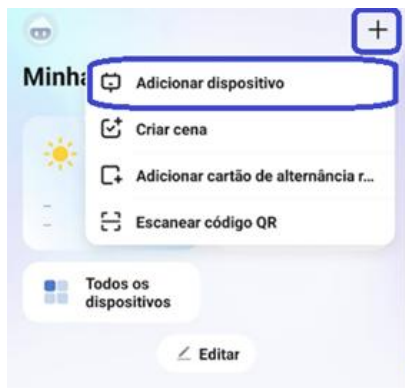 Minha
Adicionar dispositivo
Criar cena
Adicionar cartão de alternância r...
Escanear código QR
Todos os
dispositivos
Editar